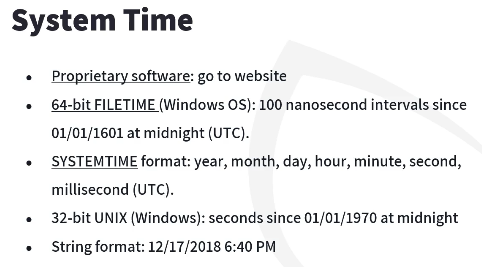 System Time
• Proprietary software: go to website
• 64-bit FILETIME (Windows OS): 100 nanosecond intervals since
01/01/1601 at midnight (UTC).
• SYSTEMTIME format: year, month, day, hour, minute, second,
millisecond (UTC).
• 32-bit UNIX (Windows): seconds since 01/01/1970 at midnight
• String format: 12/17/2018 6:40 PM